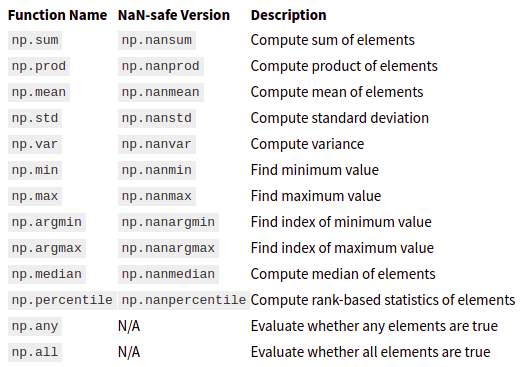 Function Name NaN-safe Version Description
np.sum np.nansum Compute sum of elements
np.prod np.nanprod Compute product of elements
np.mean np.nanmean Compute mean of elements
np.std np.nanstd Compute standard deviation
np.var np.nanvar Compute variance
np.min np.nanmin Find minimum value
np.max np.nanmax Find maximum value
np.argmin np.nanargmin Find index of minimum value
np.argmax np.nanargmax Find index of maximum value
np.median np.nanmedian Compute median of elements
np.percentile np.nanpercentile Compute rank-based statistics of elements
np.any N/A Evaluate whether any elements are true
np.all N/A Evaluate whether all elements are true